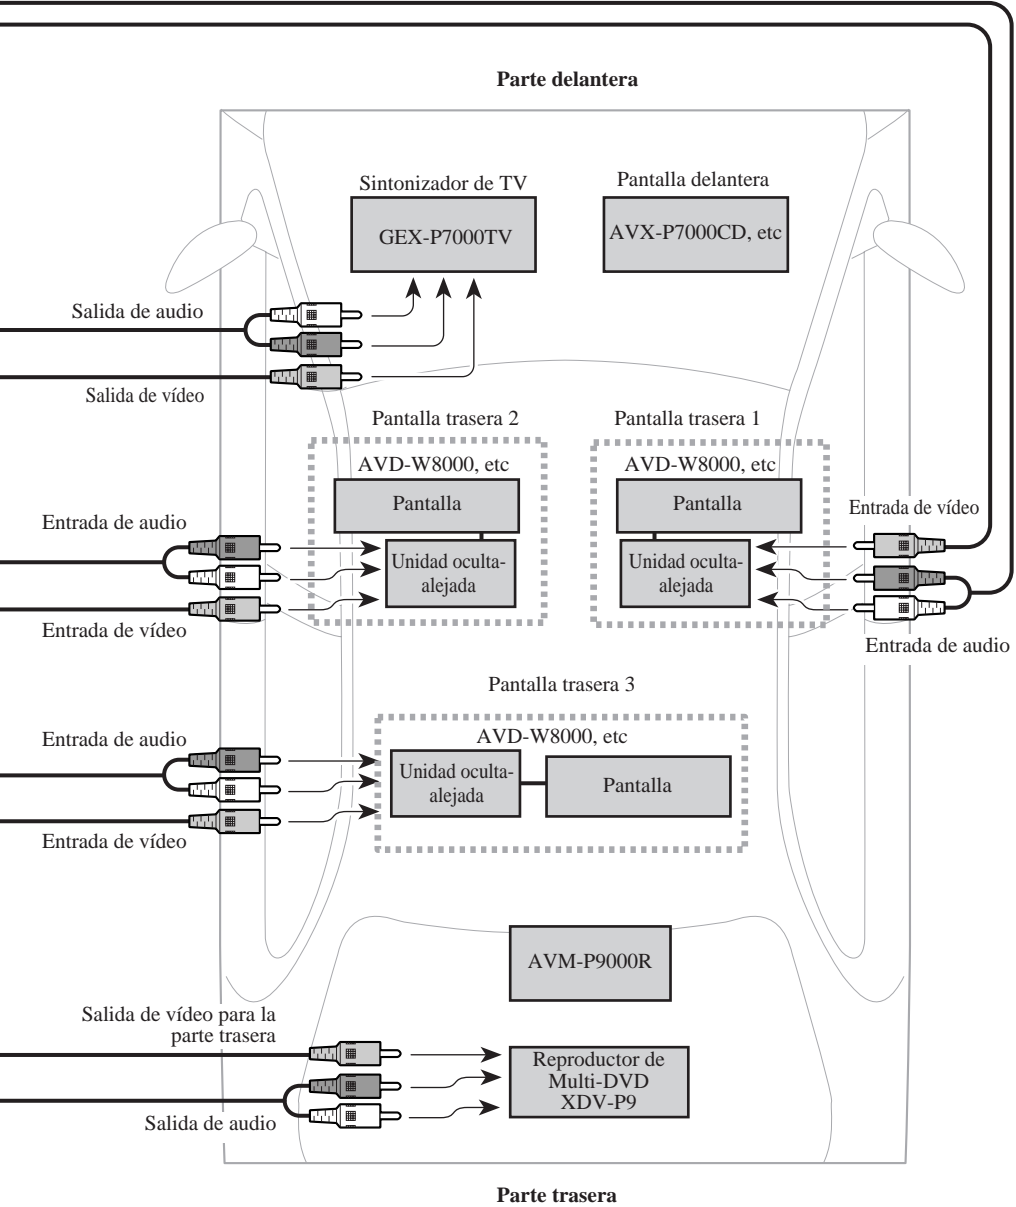 Parte delantera
Sintonizador de TV
Pantalla delantera
GEX-P7000TV
AVX-P7000CD, etc
Salida de audio
Salida de vídeo
Pantalla trasera 2
Pantalla trasera 1
AVD-W8000, etc
AVD-W8000, etc
Pantalla
Pantalla
Entrada de vídeo
Entrada de audio
Unidad oculta-
alejada
Unidad oculta-
alejada
Entrada de vídeo
Entrada de audio
Pantalla trasera 3
Entrada de audio
AVD-W8000, etc
Unidad oculta-
alejada
Pantalla
Entrada de vídeo
AVM-P9000R
Salida de vídeo para la
parte trasera
Reproductor de
Multi-DVD
XDV-P9
Salida de audio
Parte trasera